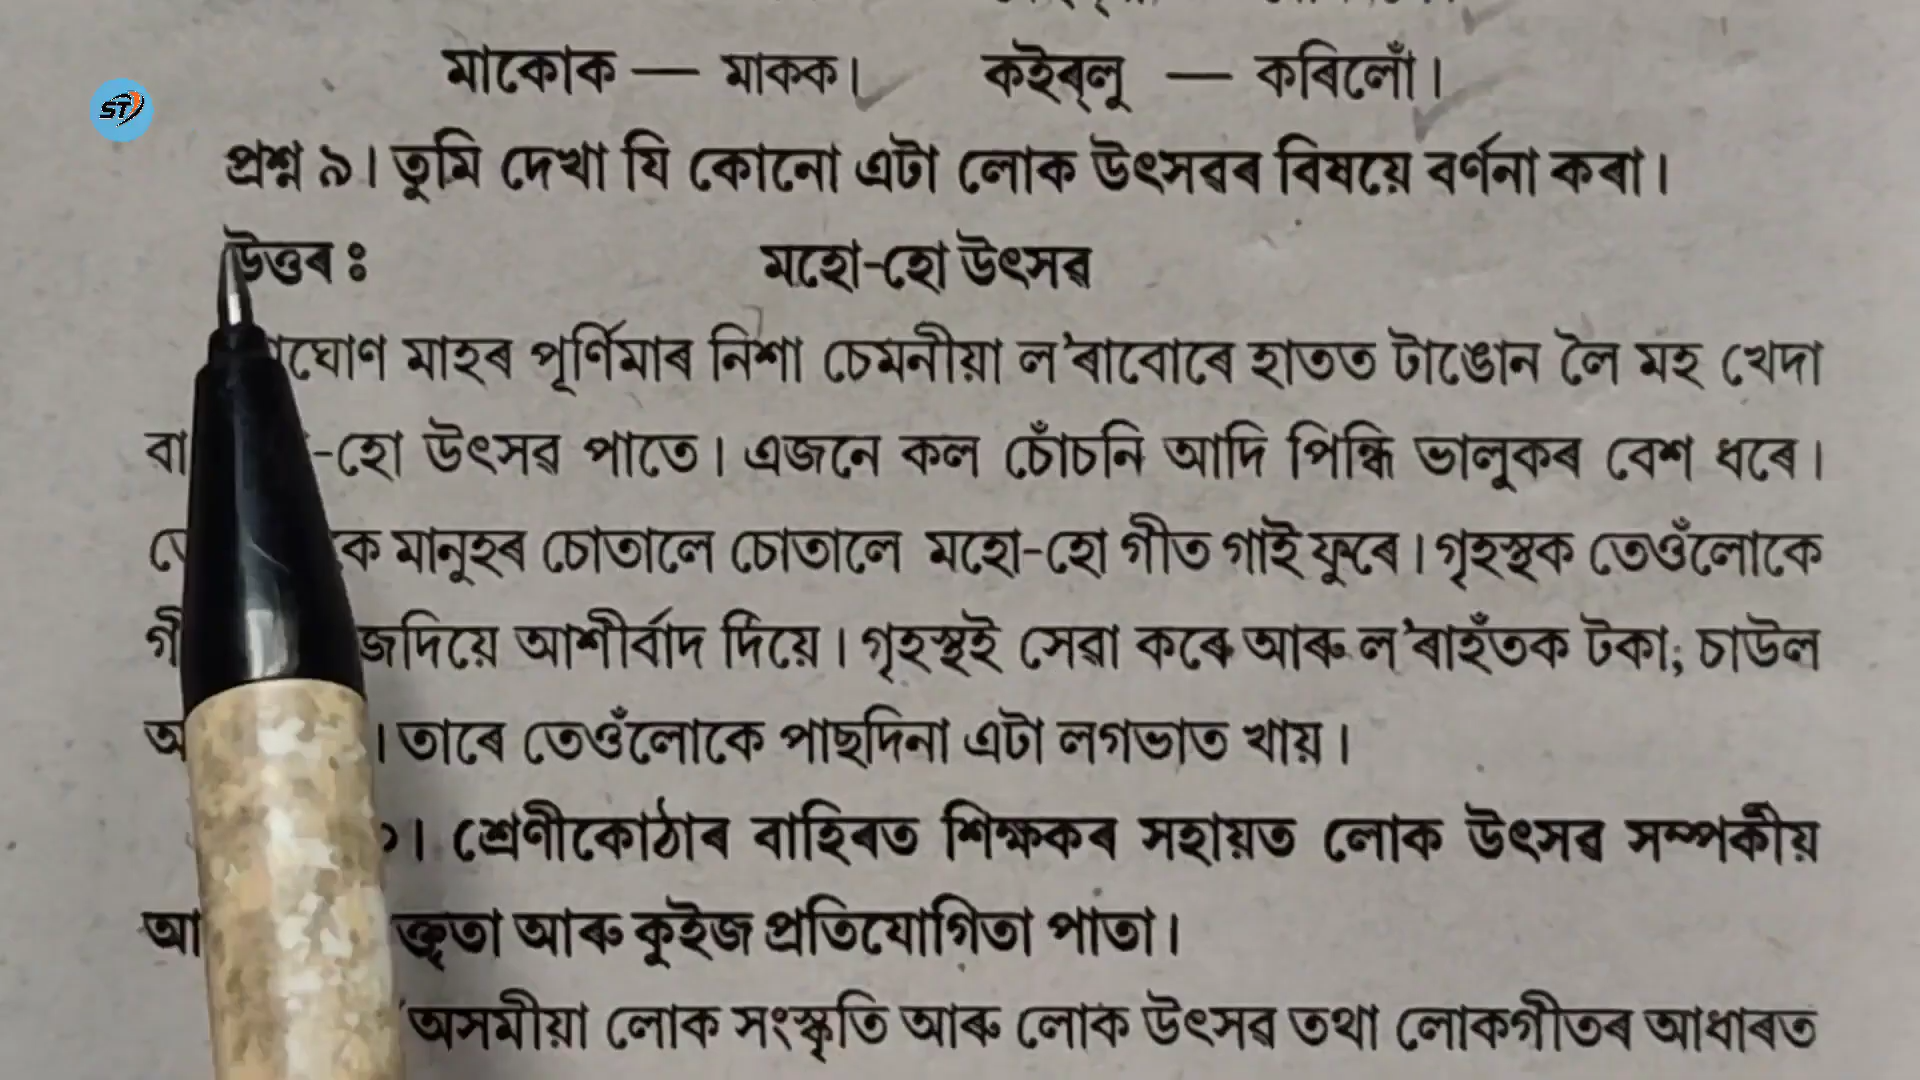 মাকোক — মাকক। কইৰ্‌লু — কৰিলোঁ।
ST
প্ৰশ্ন ৯। তুমি দেখা যি কোনো এটা লোক উৎসৱৰ বিষয়ে বৰ্ণনা কৰা।
উত্তৰ ঃ মহো-হো উৎসৱ
মাহৰ পূৰ্ণিমাৰ নিশা চেমনীয়া ল'ৰাবোৰে হাতত টাঙোন লৈ মহ খেদা
-হো উৎসৱ পাতে। এজনে কল চোঁচনি আদি পিন্ধি ভালুকৰ বেশ ধৰে।
মানুহৰ চোতালে চোতালে মহো-হো গীত গাই ফুৰে। গৃহস্থক তেওঁলোকে
আশীৰ্বাদ দিয়ে। গৃহস্থই সেৱা কৰে আৰু ল'ৰাহঁতক টকা, চাউল
। তাৰে তেওঁলোকে পাছদিনা এটা লগভাত খায়।
। শ্ৰেণীকোঠাৰ বাহিৰত শিক্ষকৰ সহায়ত লোক উৎসৱ সম্পৰ্কীয়
আৰু কুইজ প্ৰতিযোগিতা পাতা।
অসমীয়া লোক সংস্কৃতি আৰু লোক উৎসৱ তথা লোকগীতৰ আধাৰত